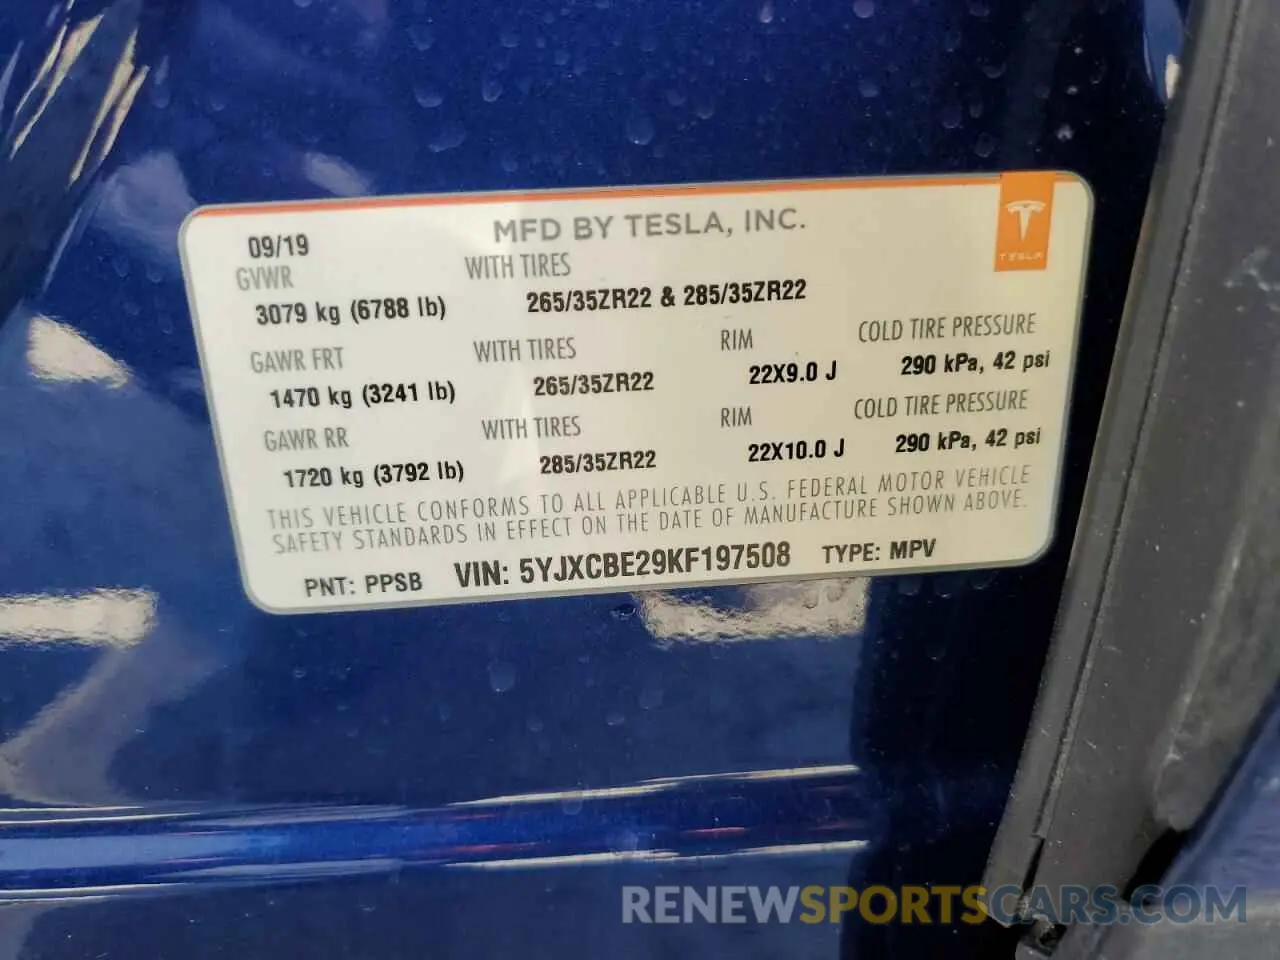 MFD BY TESLA, INC.
TESLA
09/19
GVWR WITH TIRES
3079 kg (6788 lb) 265/35ZR22 & 285/35ZR22
GAWR FRT WITH TIRES RIM COLD TIRE PRESSURE
1470 kg (3241 lb) 265/35ZR22 22X9.0 J 290 kPa, 42 psi
GAWR RR WITH TIRES RIM COLD TIRE PRESSURE
1720 kg (3792 lb) 285/35ZR22 22X10.0 J 290 kPa, 42 psi
THIS VEHICLE CONFORMS TO ALL APPLICABLE U.S. FEDERAL MOTOR VEHICLE
SAFETY STANDARDS IN EFFECT ON THE DATE OF MANUFACTURE SHOWN ABOVE.
PNT: PPSB VIN: 5YJXCBE29KF197508 TYPE: MPV
RENEWSPORTSCARS.COM